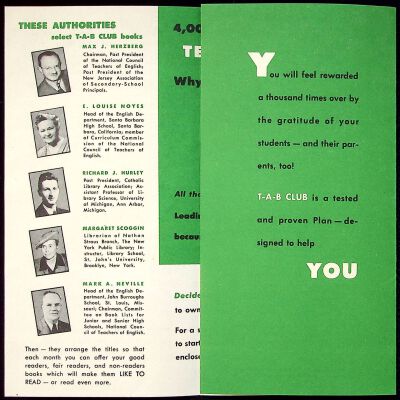 THESE AUTHORITIES
select T-A-B CLUB books
MAX J. HERZBERG
Chairman, Past President
of the National Council
of Teachers of English;
Past President of the
New Jersey Association
of Secondary-School
Principals.
E. LOUISE NOYES
Head of the English De-
partment, Santa Barbara
High School, Santa Bar-
bara, California; member
of Curriculum Commis-
sion of the National
Council of Teachers of
English.
RICHARD J. HURLEY
Past President, Catholic
Library Association; As-
sistant Professor of Li-
brary Science, University
of Michigan, Ann Arbor,
Michigan.
MARGARET SCOGGIN
Librarian of Nathan
Straus Branch, The New
York Public Library; In-
structor, Library School,
St. John's University,
Brooklyn, New York.
MARK A. NEVILLE
Head of the English De-
partment, John Burroughs
School, St. Louis, Mis-
souri; Chairman, Commit-
tee on Book Lists for
Junior and Senior High
Schools, National Coun-
cil of Teachers of English.
Then — they arrange the titles so that
each month you can offer your good
readers, fair readers, and non-readers
books which will make them LIKE TO
READ — or read even more.
4,00
TE
Why
All tho
Leadin
becaus
Decide
to own
For a s
to start
enclose
You will feel rewarded
a thousand times over by
the gratitude of your
students — and their par-
ents, too!
T-A-B CLUB is a tested
and proven Plan — de-
signed to help
YOU